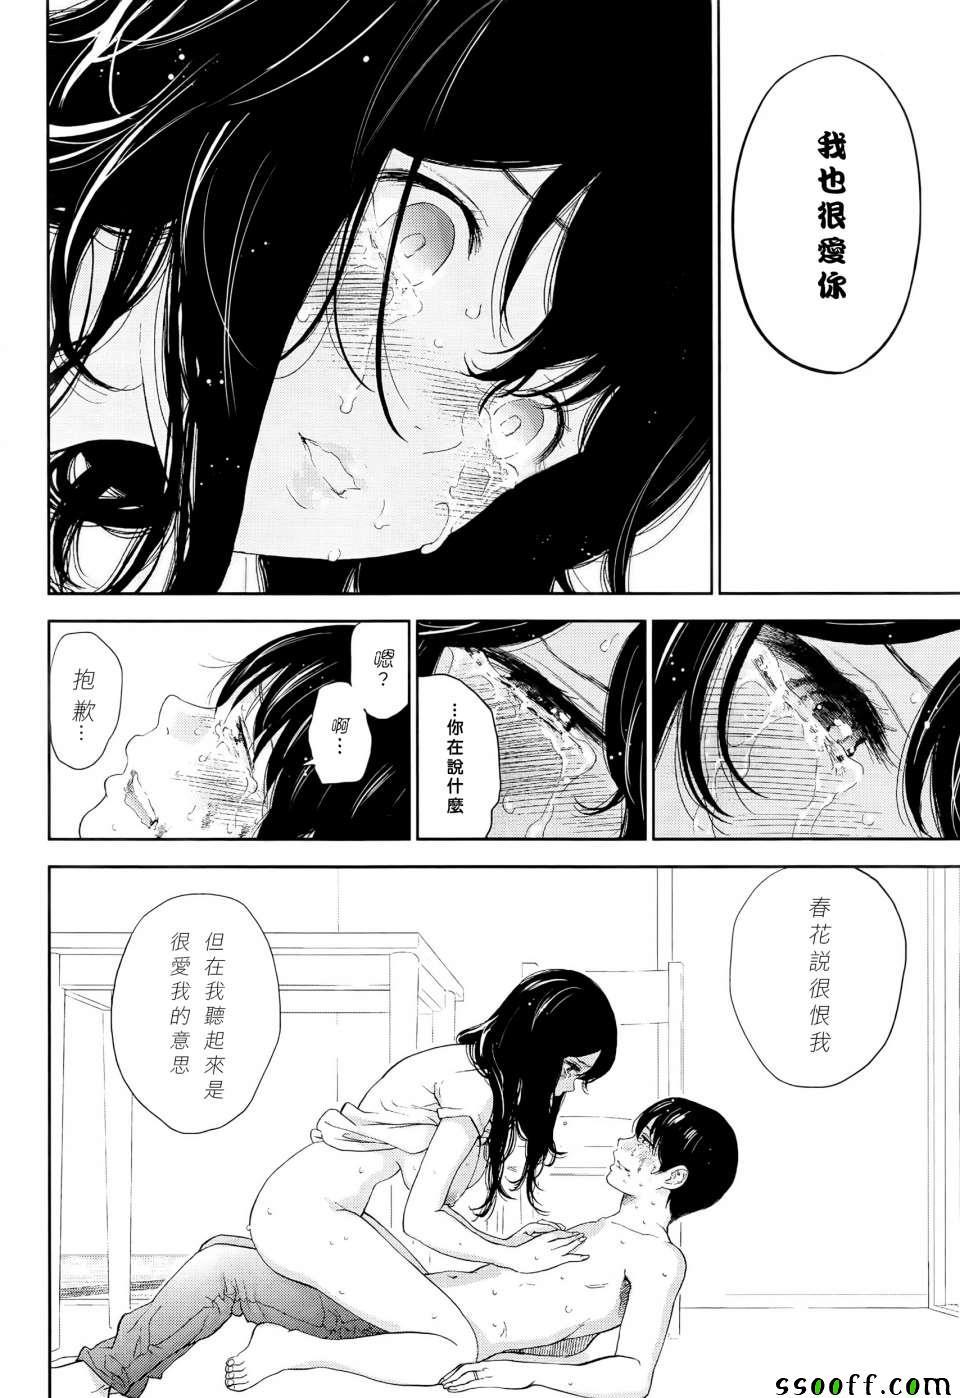 我也很愛你
…你在說什麼
嗯？
啊…
抱歉…
春花説很恨我
但在我聽起來是
很愛我的意思
ssooff.com